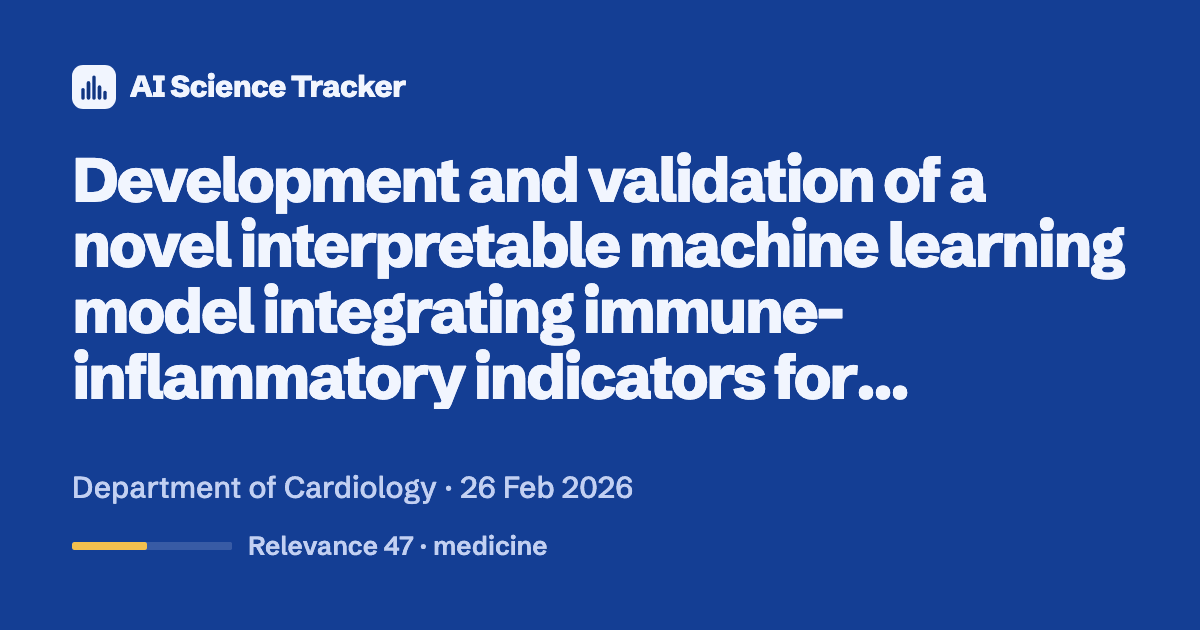 AI Science Tracker
Development and validation of a
novel interpretable machine learning
model integrating immune-
inflammatory indicators for...
Department of Cardiology · 26 Feb 2026
Relevance 47 · medicine